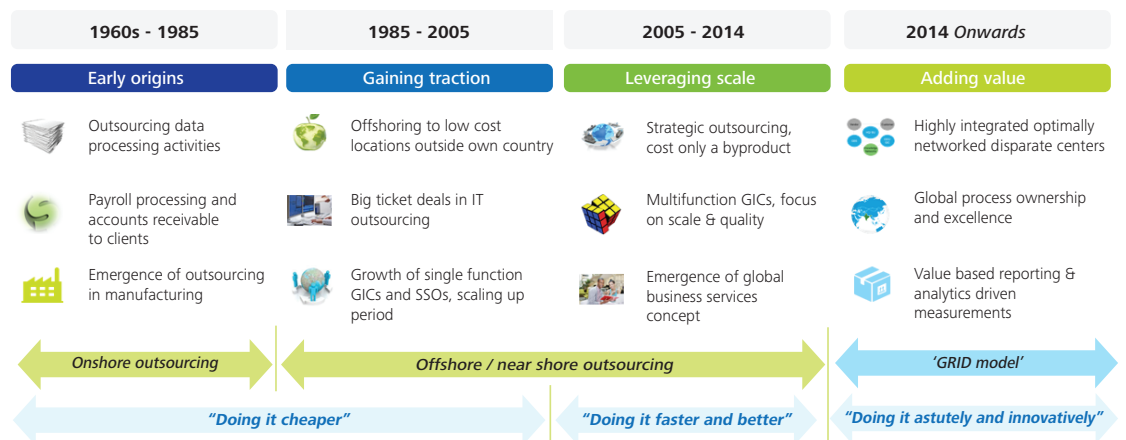 1960s - 1985
1985 - 2005
2005 - 2014
2014 Onwards
Early origins
Gaining traction
Leveraging scale
Adding value
Outsourcing data
processing activities
Offshoring to low cost
locations outside own country
Strategic outsourcing,
cost only a byproduct
Highly integrated optimally
networked disparate centers
Payroll processing and
accounts receivable
to clients
Big ticket deals in IT
outsourcing
Multifunction GICs, focus
on scale & quality
Global process ownership
and excellence
Emergence of outsourcing
in manufacturing
Growth of single function
GICs and SSOs, scaling up
period
Emergence of global
business services
concept
Value based reporting &
analytics driven
measurements
Onshore outsourcing
Offshore / near shore outsourcing
‘GRID model’
“Doing it cheaper”
“Doing it faster and better”
“Doing it astutely and innovatively”